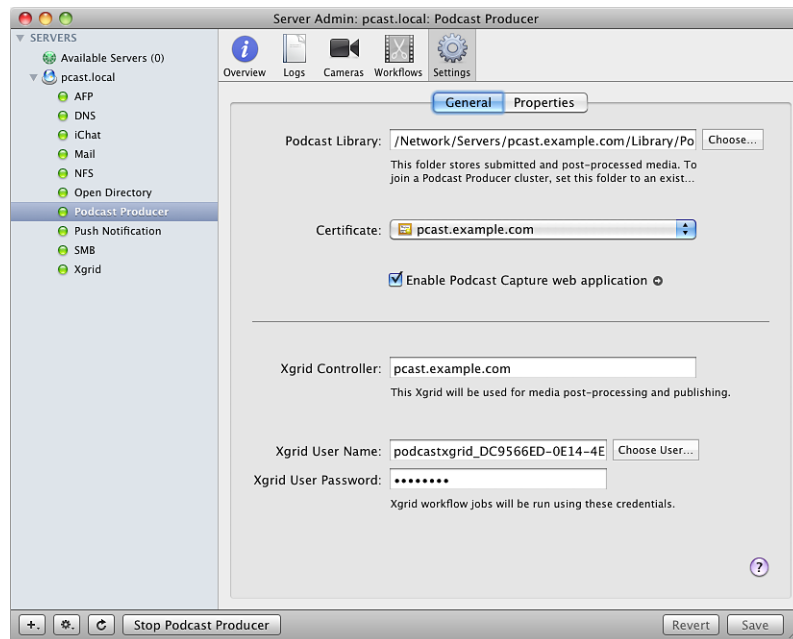 Server Admin: pcast.local: Podcast Producer
SERVERS
Available Servers (0)
pcast.local
AFP
DNS
iChat
Mail
NFS
Open Directory
Podcast Producer
Push Notification
SMB
Xgrid
Overview Logs Cameras Workflows Settings
General Properties
Podcast Library: /Network/Servers/pcast.example.com/Library/Po Choose...
This folder stores submitted and post-processed media. To
join a Podcast Producer cluster, set this folder to an exist...
Certificate: pcast.example.com
Enable Podcast Capture web application
Xgrid Controller: pcast.example.com
This Xgrid will be used for media post-processing and publishing.
Xgrid User Name: podcastxgrid_DC9566ED-0E14-4E Choose User...
Xgrid User Password: ••••••••
Xgrid workflow jobs will be run using these credentials.
?
Stop Podcast Producer Revert Save